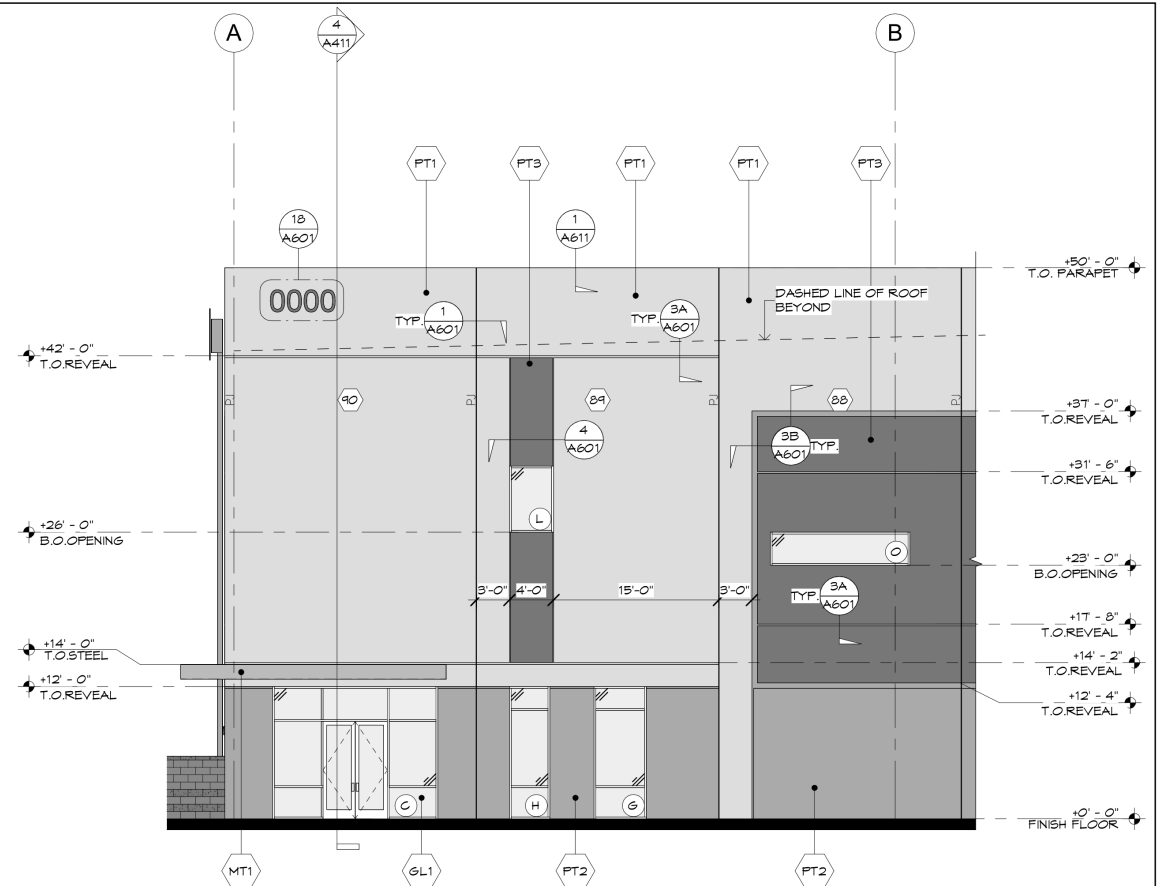 A
4
A411
B
PT1
PT3
PT1
PT1
PT3
18
A601
1
A611
0000
+50' - 0"
T.O. PARAPET
DASHED LINE OF ROOF
BEYOND
TYP.
1
A601
TYP.
3A
A601
+42' - 0"
T.O.REVEAL
PJ
90
PJ
89
PJ
88
PJ
+37' - 0"
T.O.REVEAL
4
A601
3B
A601
TYP.
+31' - 6"
T.O.REVEAL
L
+26' - 0"
B.O.OPENING
O
+23' - 0"
B.O.OPENING
3'-0"
4'-0"
15'-0"
3'-0"
TYP.
3A
A601
+17' - 8"
T.O.REVEAL
+14' - 0"
T.O.STEEL
+14' - 2"
T.O.REVEAL
+12' - 0"
T.O.REVEAL
+12' - 4"
T.O.REVEAL
C
H
G
+0' - 0"
FINISH FLOOR
MT1
GL1
PT2
PT2